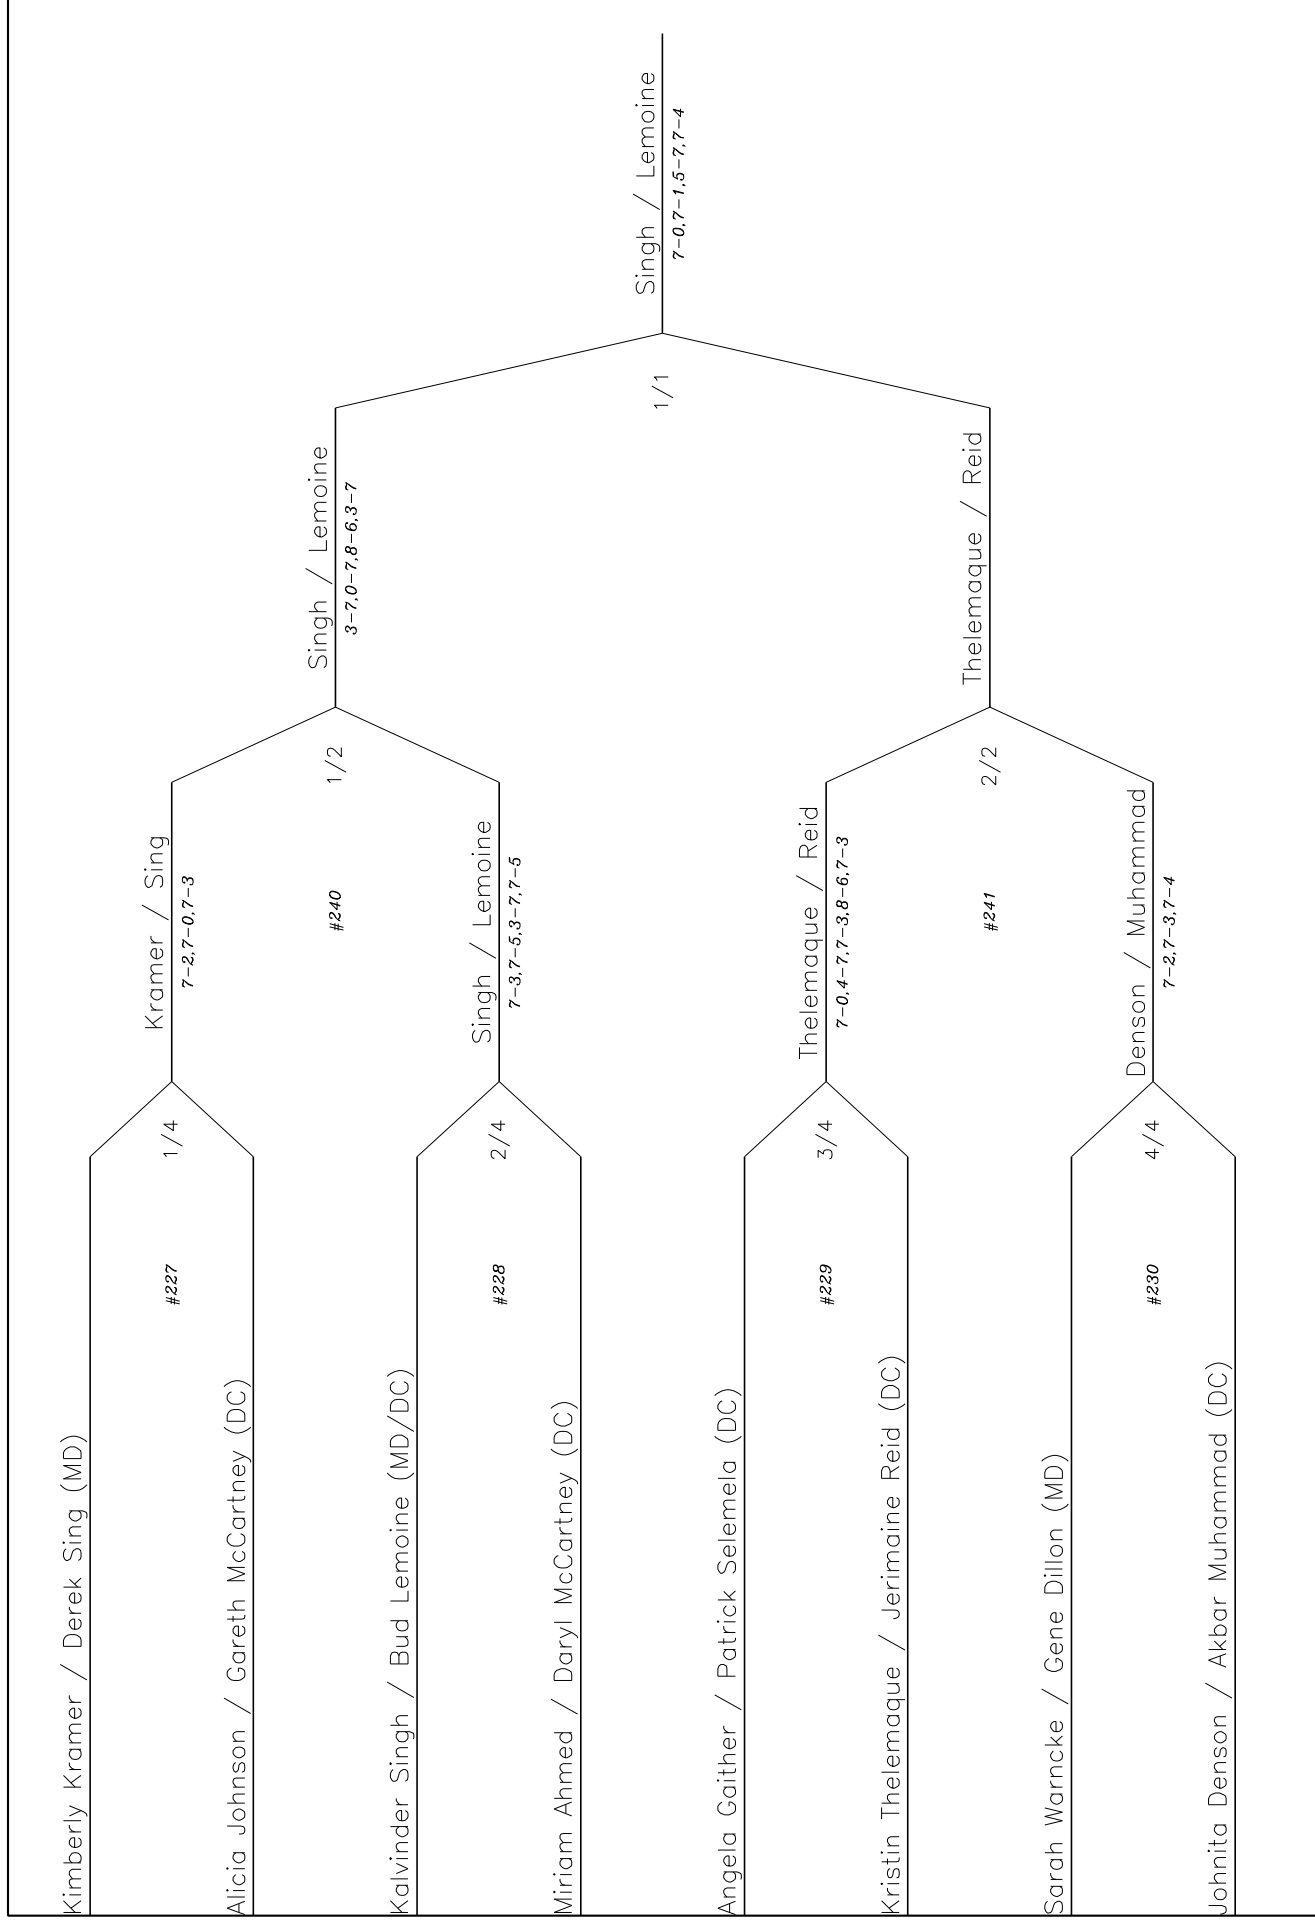 Kimberly Kramer / Derek Sing (MD)
#227
Alicia Johnson / Gareth McCartney (DC)
Kalvinder Singh / Bud Lemoine (MD/DC)
#228
Miriam Ahmed / Daryl McCartney (DC)
Angela Gaither / Patrick Selemela (DC)
#229
Kristin Thelemaque / Jerimaine Reid (DC)
Sarah Warncke / Gene Dillon (MD)
#230
Johnita Denson / Akbar Muhammad (DC)
1/4
2/4
3/4
4/4
Kramer / Sing
7-2,7-0,7-3
#240
Singh / Lemoine
7-3,7-5,3-7,7-5
Thelemaque / Reid
7-0,4-7,7-3,8-6,7-3
#241
Denson / Muhammad
7-2,7-3,7-4
1/2
2/2
Singh / Lemoine
3-7,0-7,8-6,3-7
Thelemaque / Reid
1/1
Singh / Lemoine
7-0,7-1,5-7,7-4